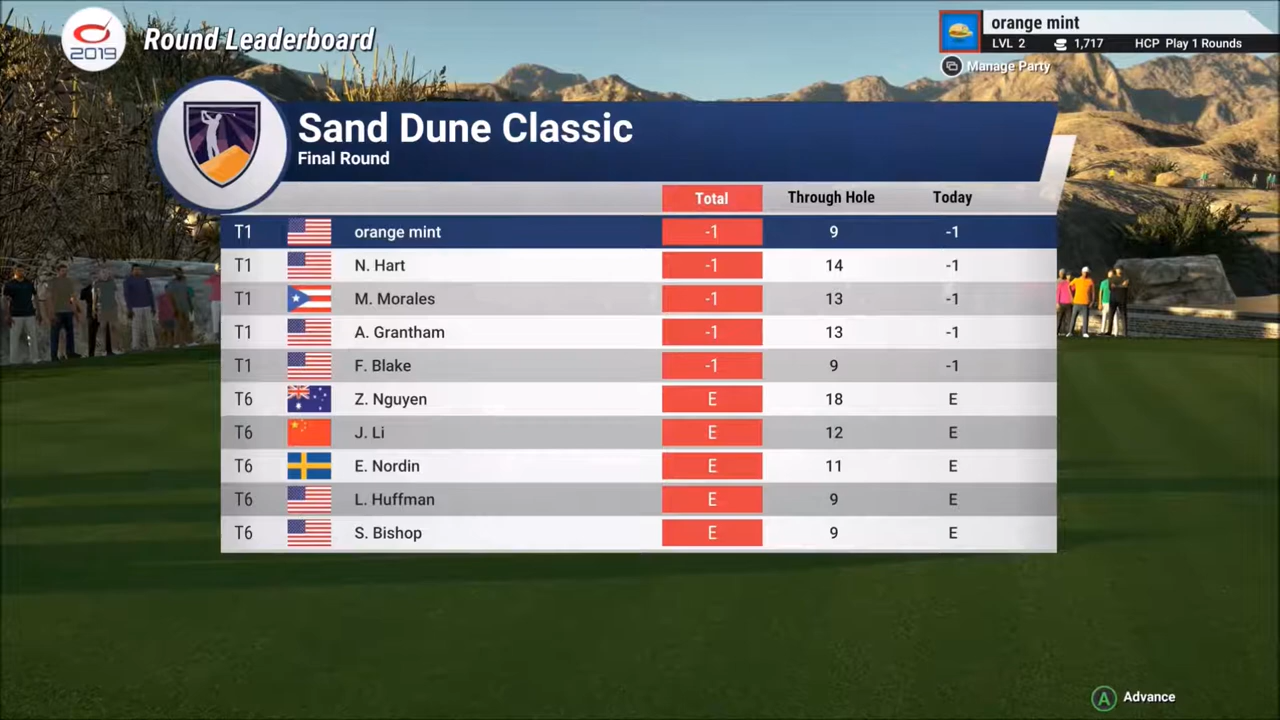 2019
Round Leaderboard
orange mint
LVL 2 1,717 HCP Play 1 Rounds
Manage Party
Sand Dune Classic
Final Round
Total Through Hole Today
T1 orange mint -1 9 -1
T1 N. Hart -1 14 -1
T1 M. Morales -1 13 -1
T1 A. Grantham -1 13 -1
T1 F. Blake -1 9 -1
T6 Z. Nguyen E 18 E
T6 J. Li E 12 E
T6 E. Nordin E 11 E
T6 L. Huffman E 9 E
T6 S. Bishop E 9 E
A Advance